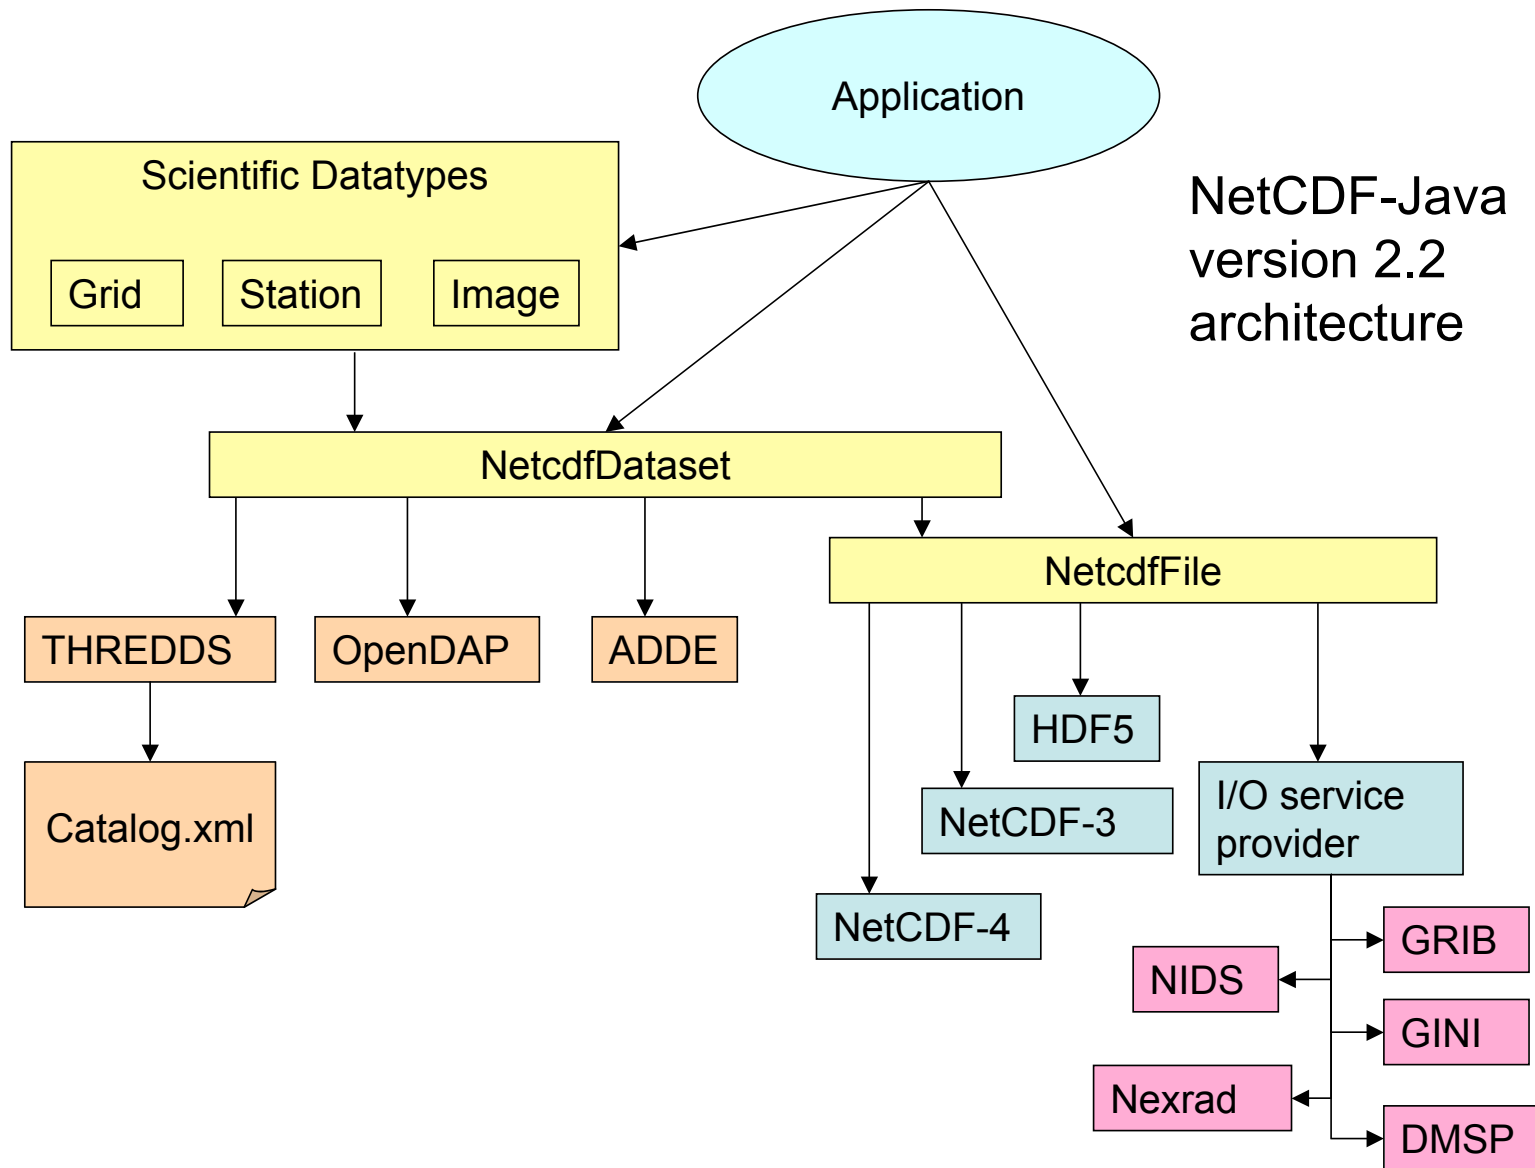 Application
Scientific Datatypes
Grid
Station
Image
NetCDF-Java
version 2.2
architecture
NetcdfDataset
NetcdfFile
THREDDS
OpenDAP
ADDE
HDF5
Catalog.xml
NetCDF-3
I/O service
provider
NetCDF-4
GRIB
NIDS
GINI
Nexrad
DMSP